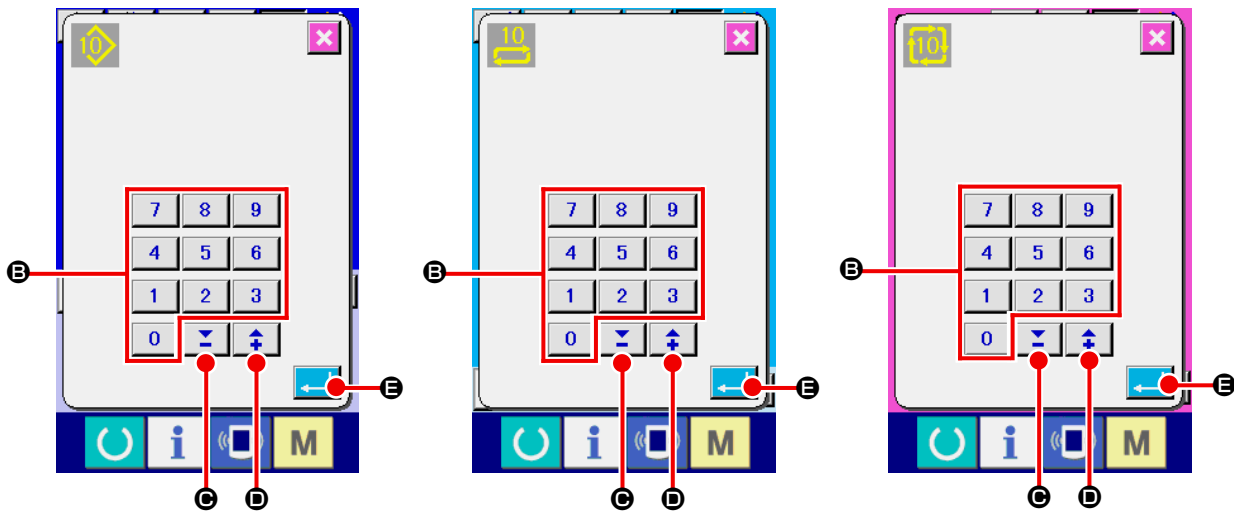 10 × 10 × 10 ×
7 8 9 7 8 9 7 8 9
B 4 5 6 B 4 5 6 B 4 5 6
1 2 3 1 2 3 1 2 3
0 − + 0 − + 0 − +
E E E
i M i M i M
C D C D C D